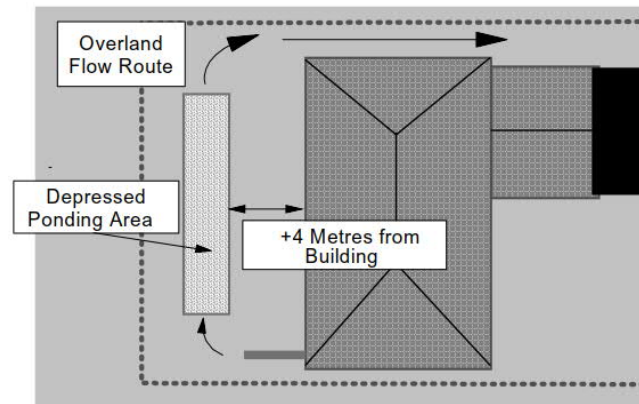 Overland
Flow Route
Depressed
Ponding Area
+4 Metres from
Building